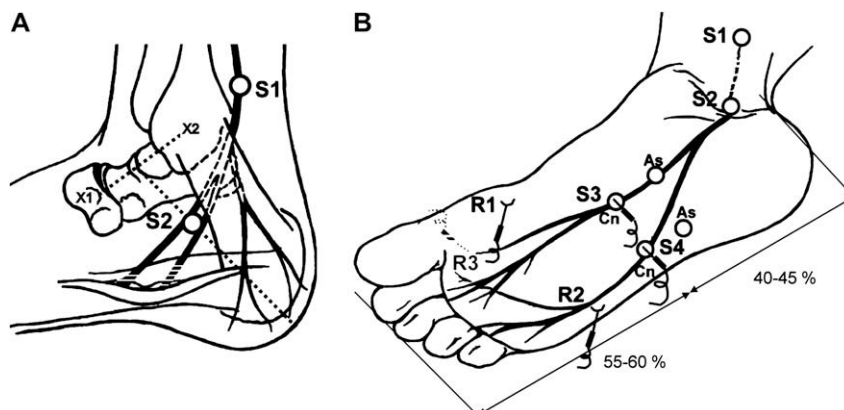 A
S1
X2
X1
S2
B
S1
S2
As
S3
R1
Cn
As
S4
R3
Cn
40-45 %
R2
55-60 %